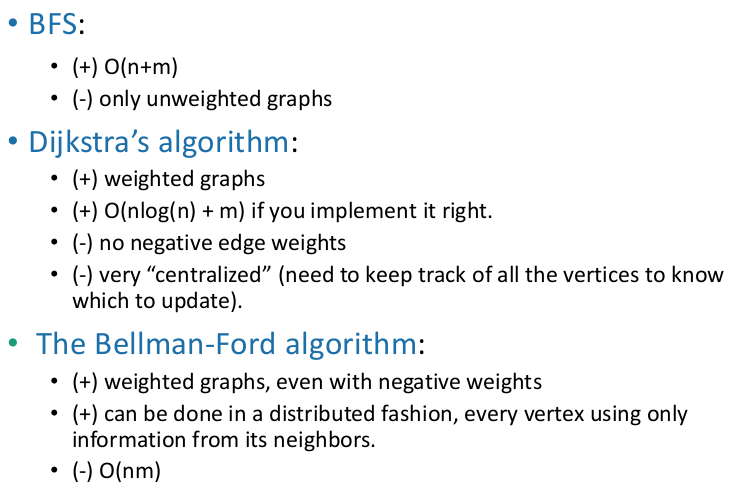 • BFS:
• (+) O(n+m)
• (-) only unweighted graphs
• Dijkstra’s algorithm:
• (+) weighted graphs
• (+) O(nlog(n) + m) if you implement it right.
• (-) no negative edge weights
• (-) very “centralized” (need to keep track of all the vertices to know
which to update).
• The Bellman-Ford algorithm:
• (+) weighted graphs, even with negative weights
• (+) can be done in a distributed fashion, every vertex using only
information from its neighbors.
• (-) O(nm)